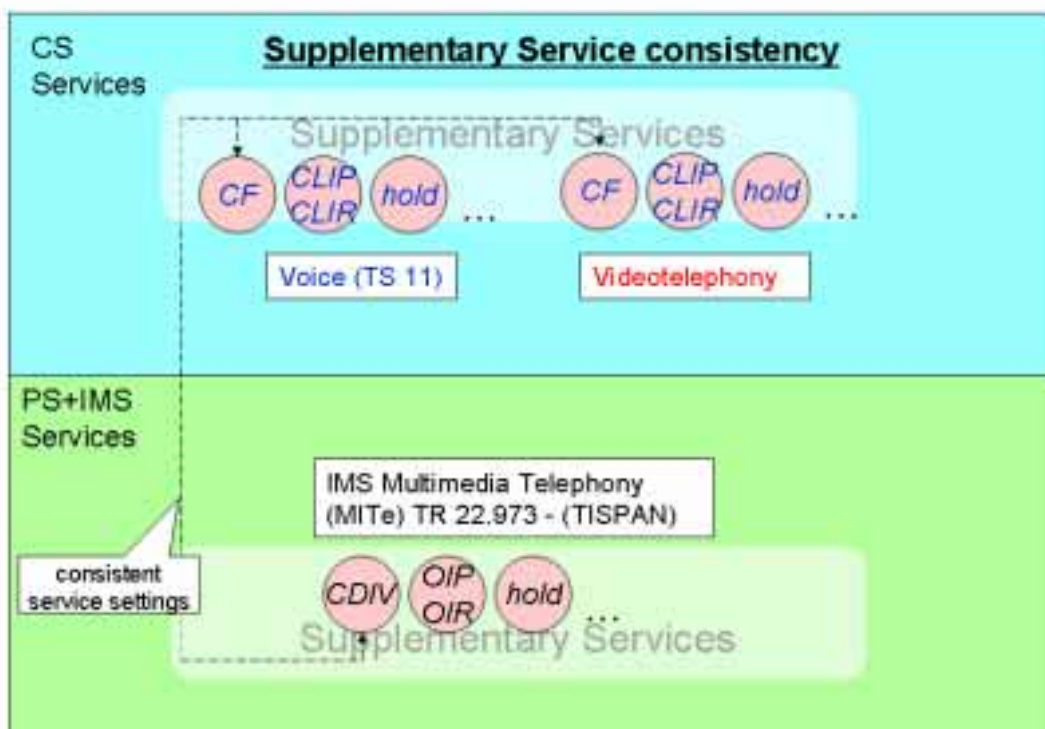 CS
Services
Supplementary Service consistency
Supplementary Services
CF
CLIP
CLIR
hold
...
CF
CLIP
CLIR
hold
...
Voice (TS 11)
Videotelephony
PS+IMS
Services
IMS Multimedia Telephony
(MITe) TR 22.973 - (TISPAN)
consistent
service settings
CDIV
OIP
OIR
hold
...
Supplementary Services